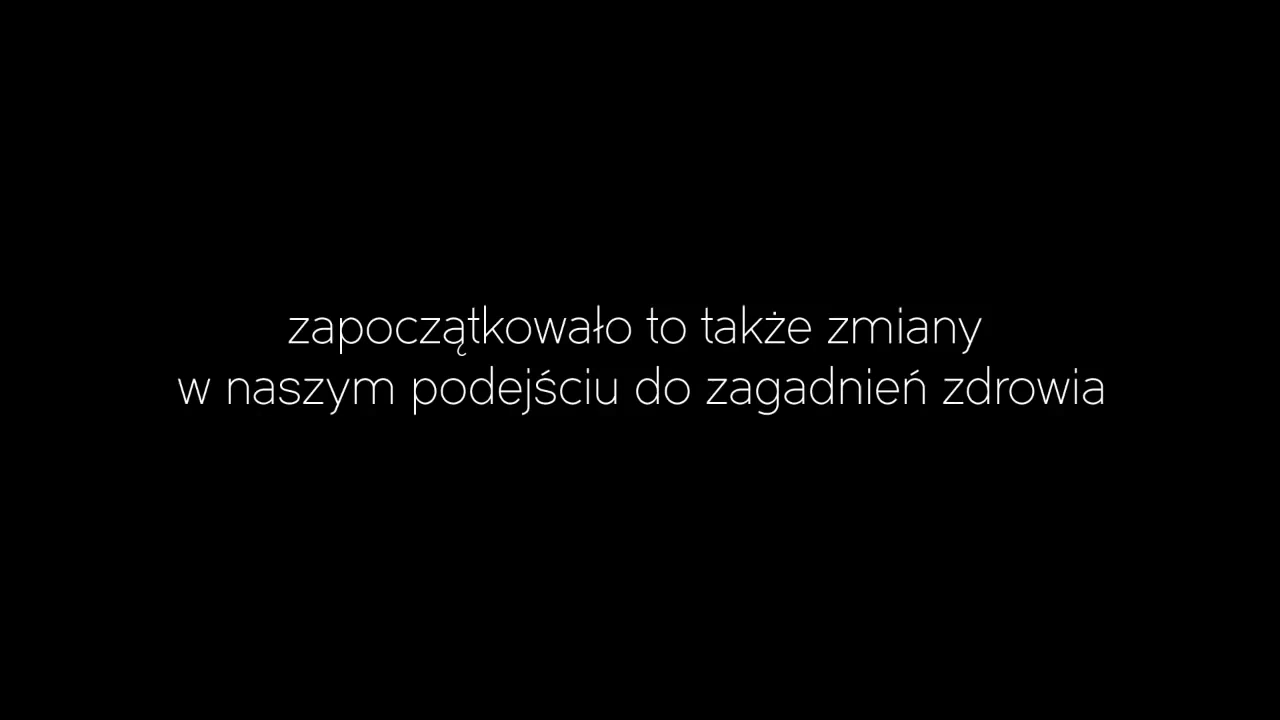 zapoczątkowało to także zmiany
w naszym podejściu do zagadnień zdrowia